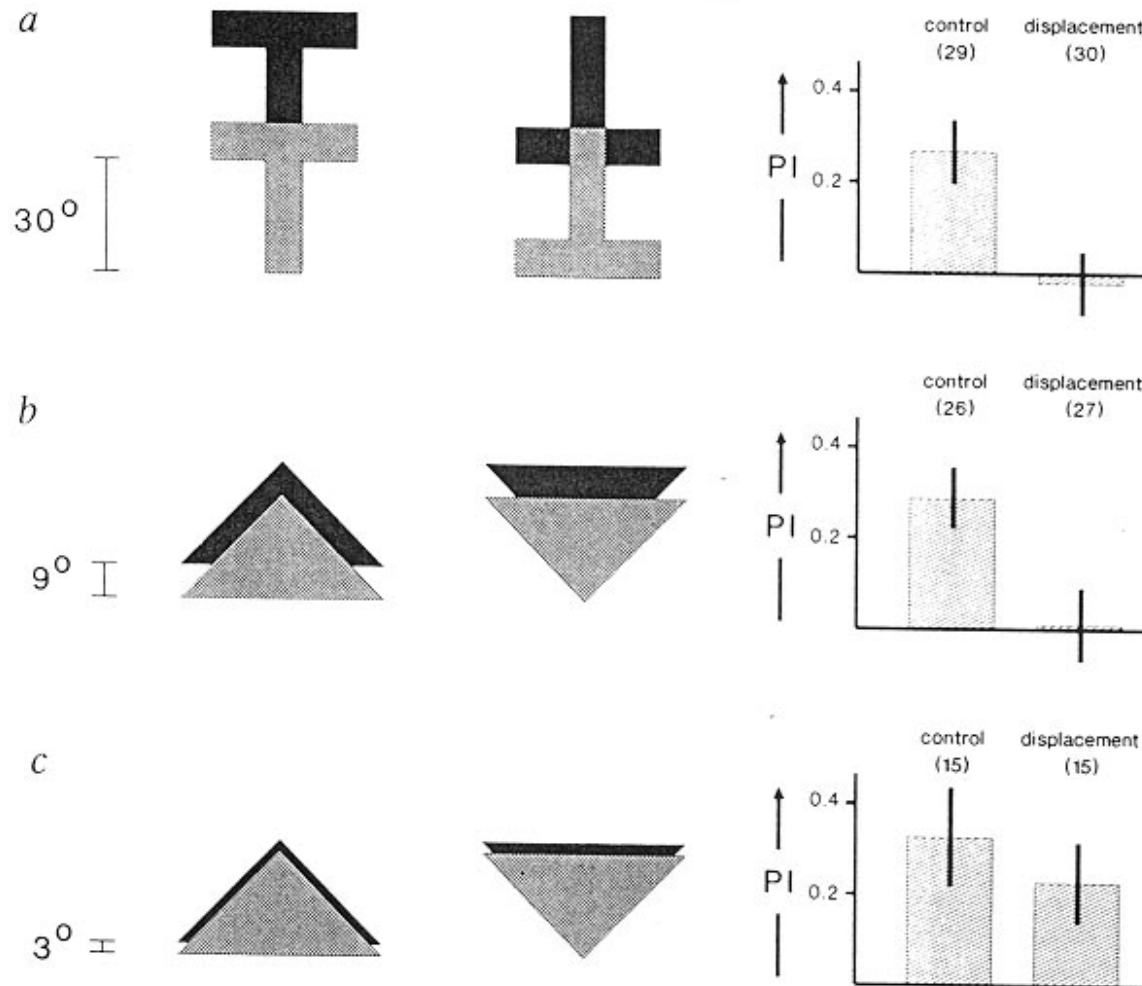 a
control displacement
(29) (30)
0.4
PI
0.2
30°
b
control displacement
(26) (27)
0.4
PI
0.2
9°
c
control displacement
(15) (15)
0.4
PI
0.2
3°